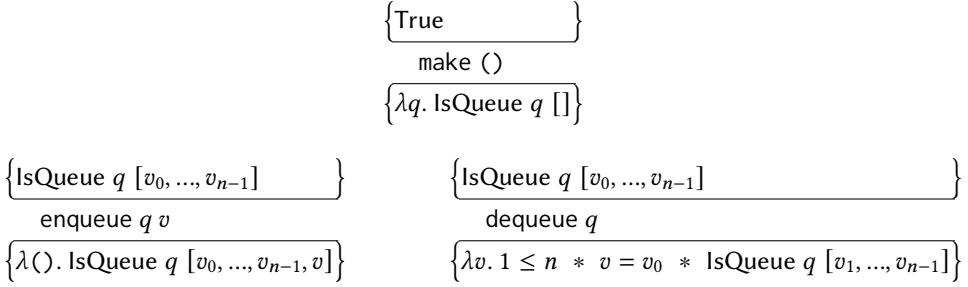 {True}
make ()
{λq. IsQueue q []}
{IsQueue q [v₀, ..., vₙ₋₁]}
enqueue q v
{λ(). IsQueue q [v₀, ..., vₙ₋₁, v]}
{IsQueue q [v₀, ..., vₙ₋₁]}
dequeue q
{λv. 1 ≤ n * v = v₀ * IsQueue q [v₁, ..., vₙ₋₁]}